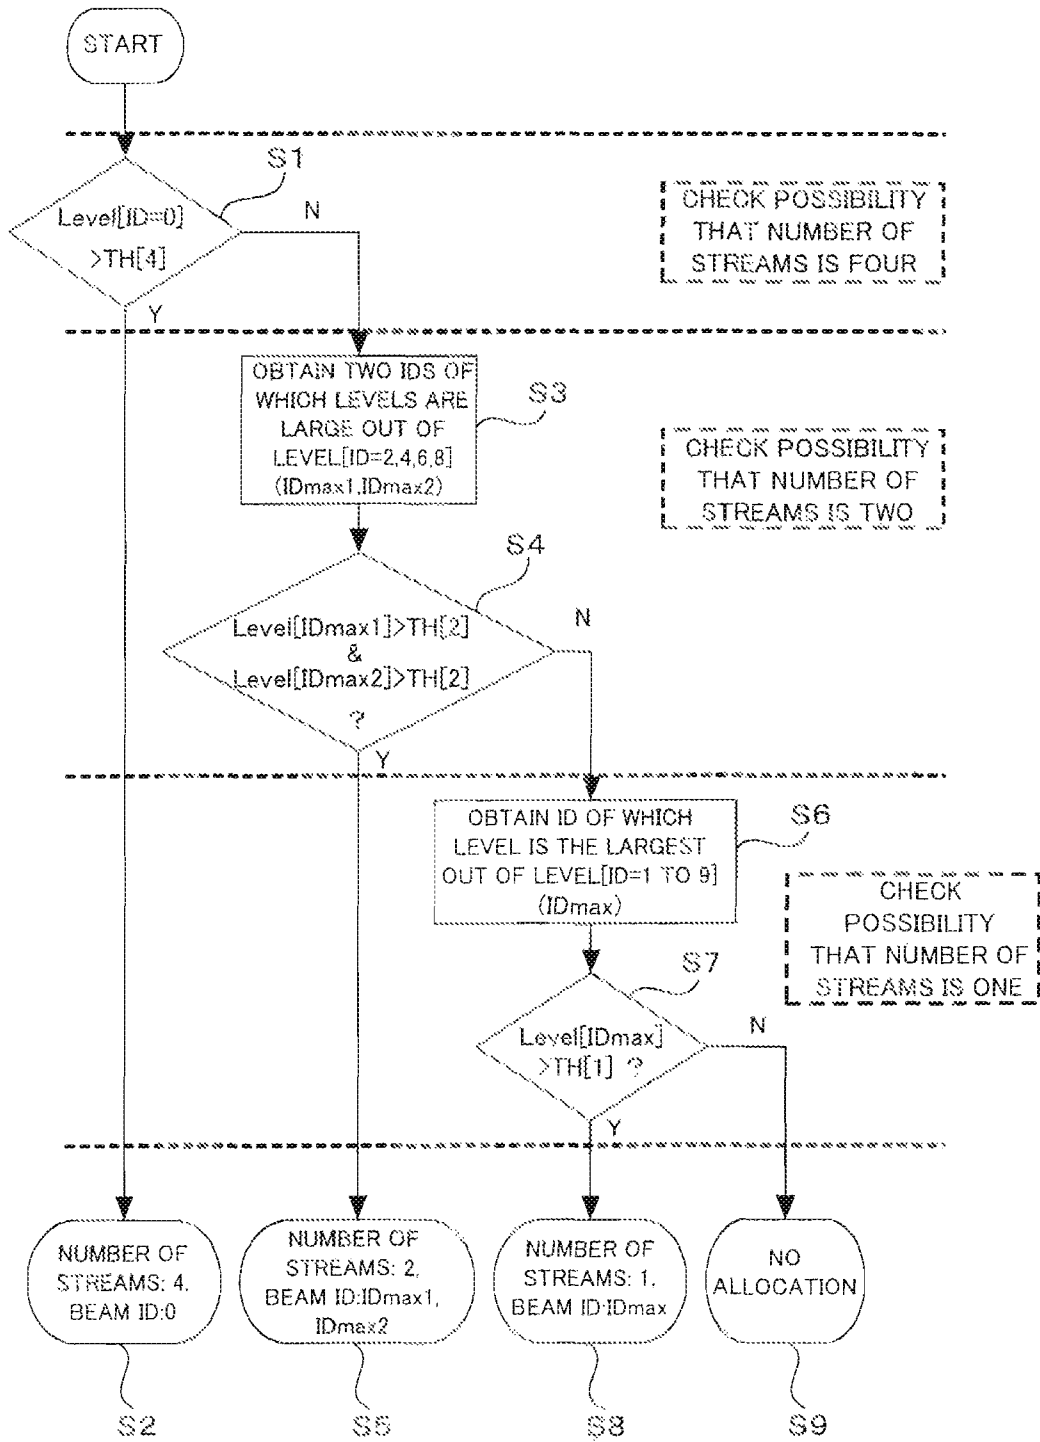 START
S1
Level[ID=0]
>TH[4]
N
Y
CHECK POSSIBILITY
THAT NUMBER OF
STREAMS IS FOUR
OBTAIN TWO IDS OF
WHICH LEVELS ARE
LARGE OUT OF
LEVEL[ID=2,4,6,8]
(IDmax1,IDmax2)
S3
CHECK POSSIBILITY
THAT NUMBER OF
STREAMS IS TWO
S4
Level[IDmax1]>TH[2]
&
Level[IDmax2]>TH[2]
?
N
Y
OBTAIN ID OF WHICH
LEVEL IS THE LARGEST
OUT OF LEVEL[ID=1 TO 9]
(IDmax)
S6
CHECK
POSSIBILITY
THAT NUMBER OF
STREAMS IS ONE
S7
Level[IDmax]
>TH[1] ?
N
Y
NUMBER OF
STREAMS: 4,
BEAM ID:0
NUMBER OF
STREAMS: 2,
BEAM ID:IDmax1,
IDmax2
NUMBER OF
STREAMS: 1,
BEAM ID:IDmax
NO
ALLOCATION
S2
S5
S8
S9